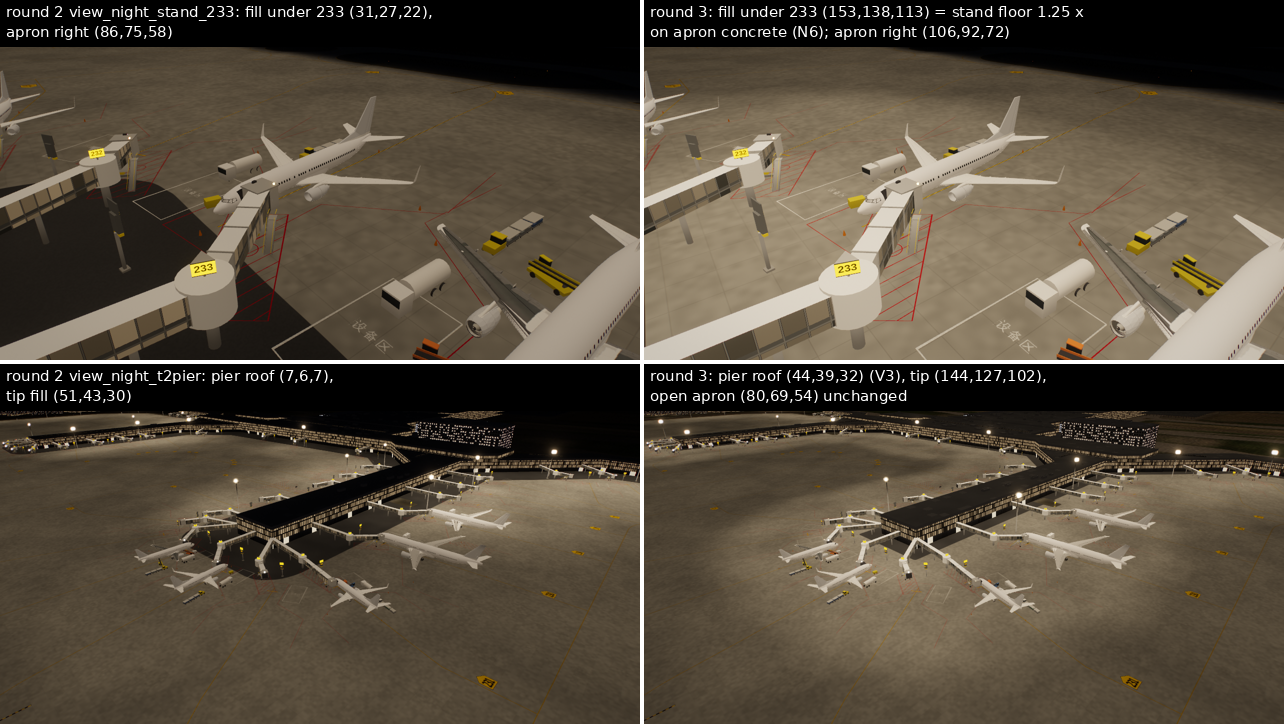 round 2 view_night_stand_233: fill under 233 (31,27,22),
apron right (86,75,58)
round 3: fill under 233 (153,138,113) = stand floor 1.25 x
on apron concrete (N6); apron right (106,92,72)
232
233
设备区
232
233
设备区
round 2 view_night_t2pier: pier roof (7,6,7),
tip fill (51,43,30)
round 3: pier roof (44,39,32) (V3), tip (144,127,102),
open apron (80,69,54) unchanged